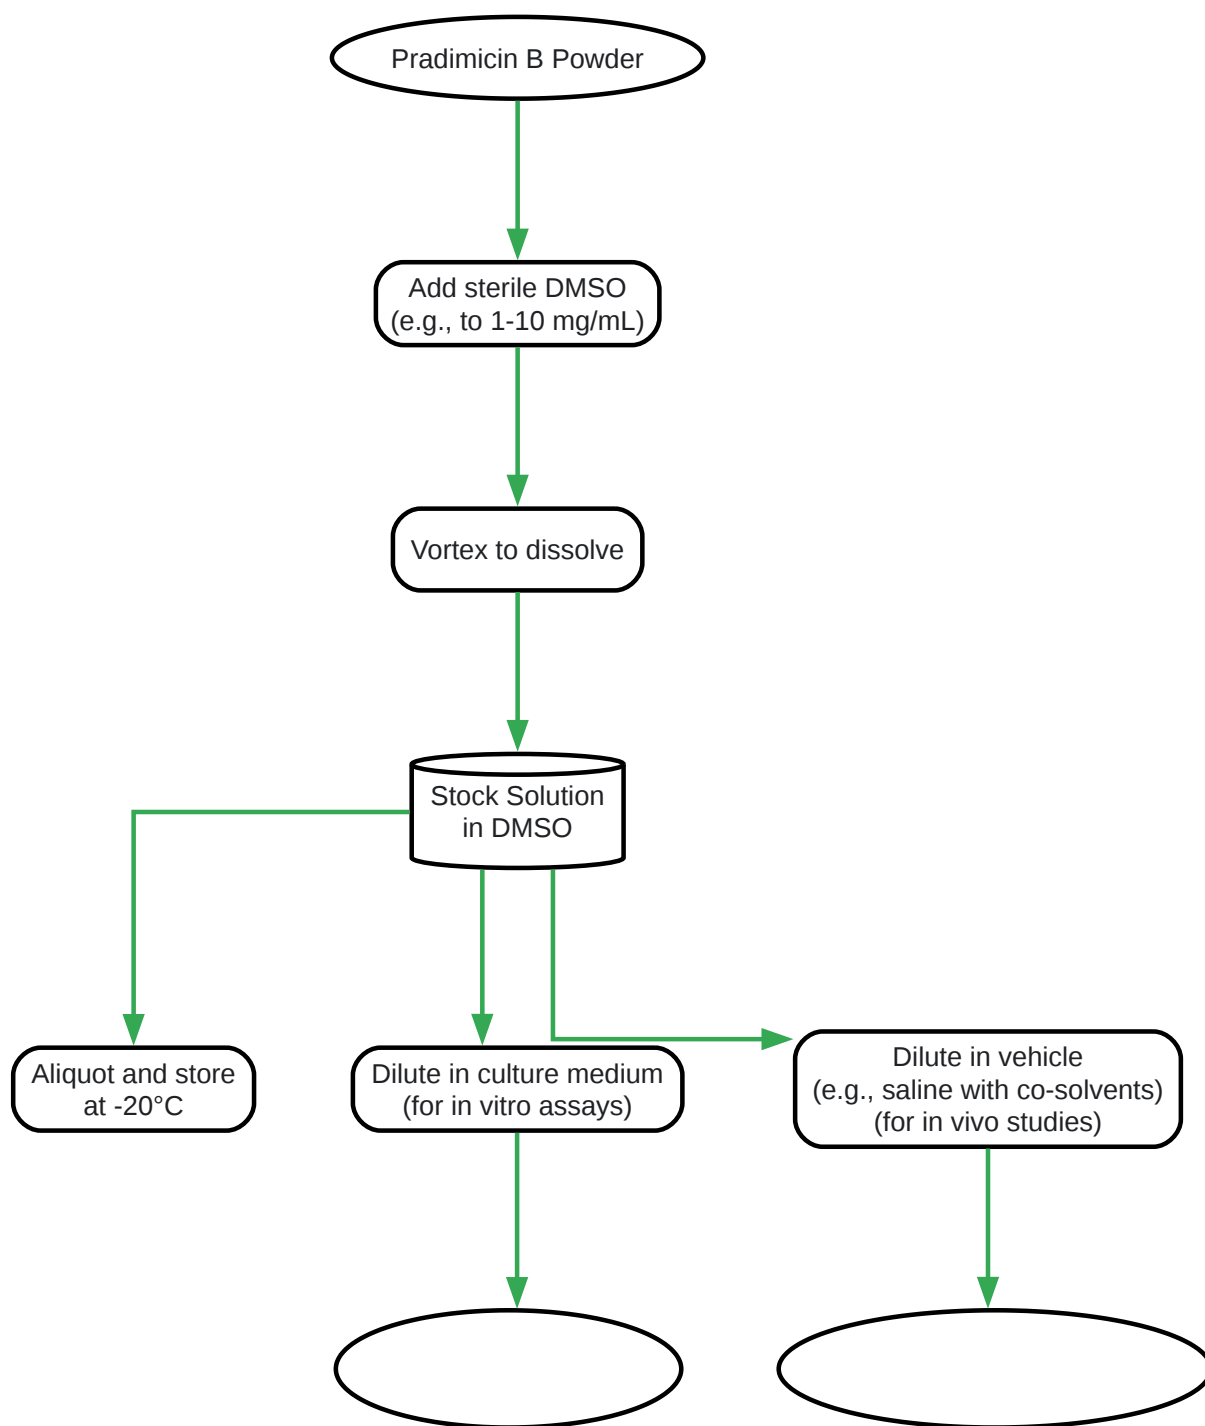 Pradimicin B Powder
Add sterile DMSO
(e.g., to 1-10 mg/mL)
Vortex to dissolve
Stock Solution
in DMSO
Aliquot and store
at -20°C
Dilute in culture medium
(for in vitro assays)
Dilute in vehicle
(e.g., saline with co-solvents)
(for in vivo studies)